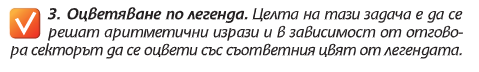 3. Оцветяване по легенда. Целта на тази задача е да се
решат аритметични изрази и в зависимост от отгово-
ра секторът да се оцвети със съответния цвят от легендата.